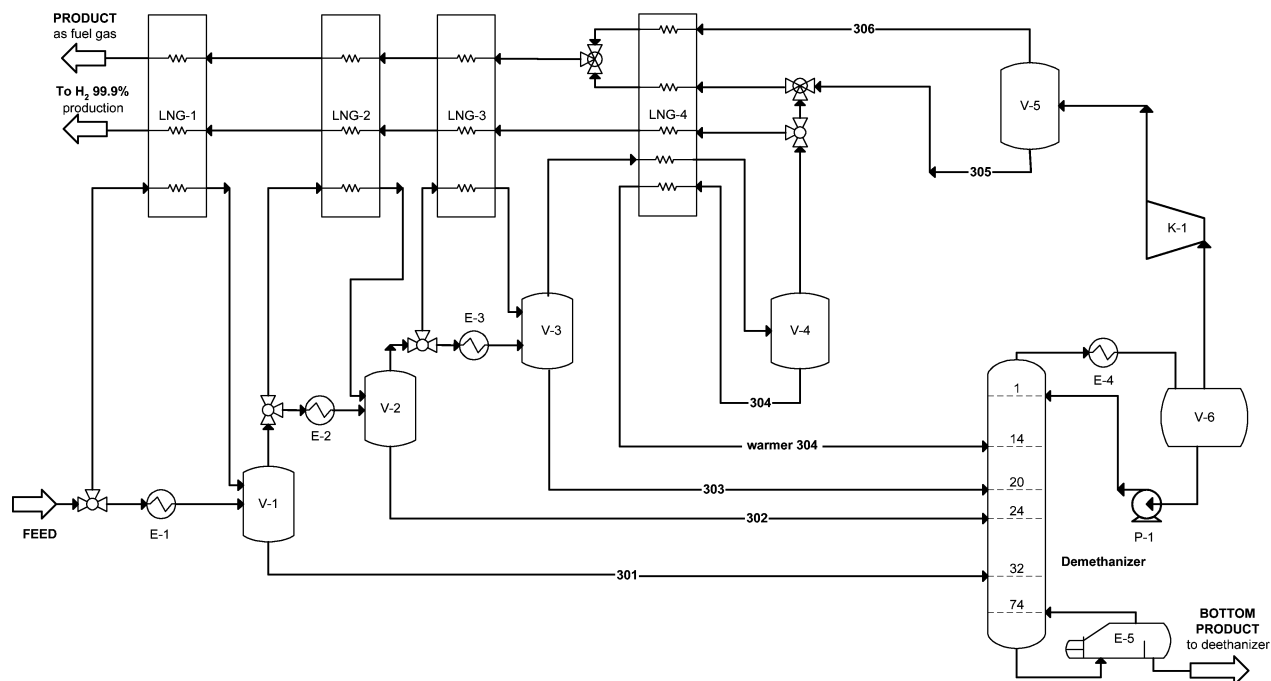 PRODUCT
as fuel gas
306
To H₂ 99.9%
production
LNG-1
LNG-2
LNG-3
LNG-4
V-5
305
K-1
E-3
V-3
V-4
E-4
1
V-2
304
V-6
E-2
warmer 304
14
303
20
V-1
302
24
FEED
E-1
P-1
Demethanizer
301
32
74
BOTTOM
PRODUCT
to deethanizer
E-5